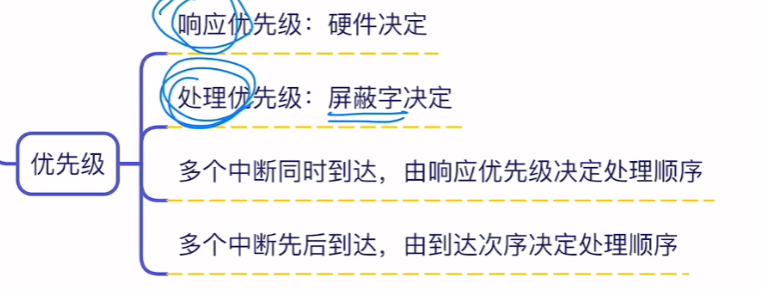 响应优先级：硬件决定
处理优先级：屏蔽字决定
优先级
多个中断同时到达，由响应优先级决定处理顺序
多个中断先后到达，由到达次序决定处理顺序